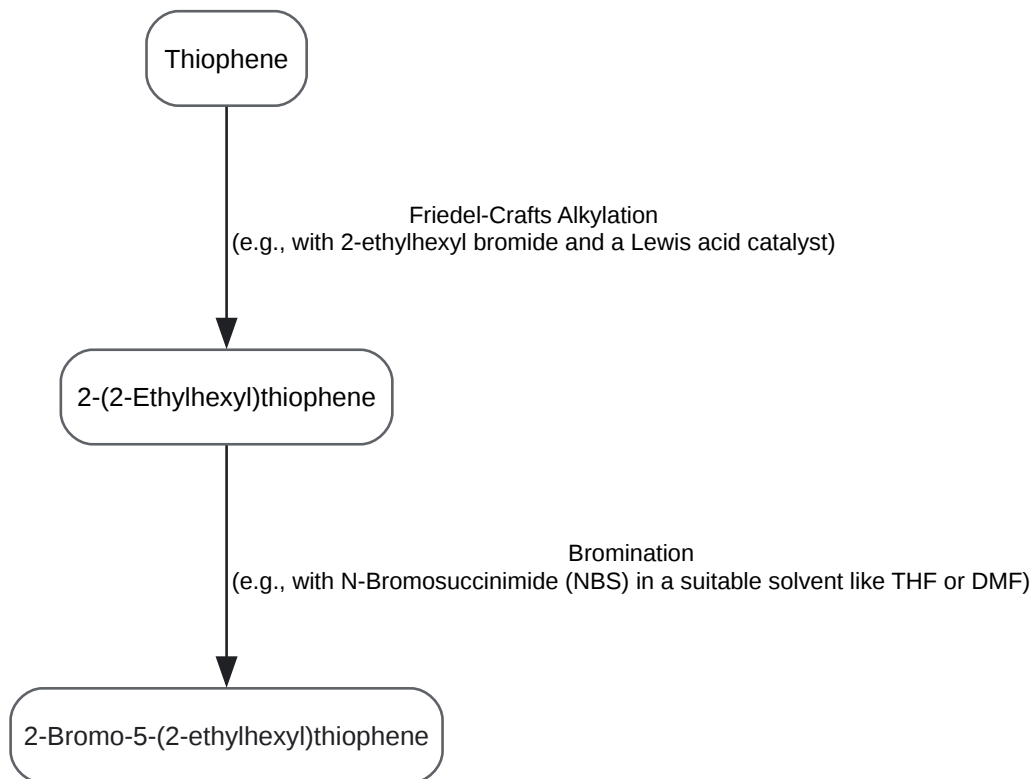 Thiophene
Friedel-Crafts Alkylation
(e.g., with 2-ethylhexyl bromide and a Lewis acid catalyst)
2-(2-Ethylhexyl)thiophene
Bromination
(e.g., with N-Bromosuccinimide (NBS) in a suitable solvent like THF or DMF)
2-Bromo-5-(2-ethylhexyl)thiophene